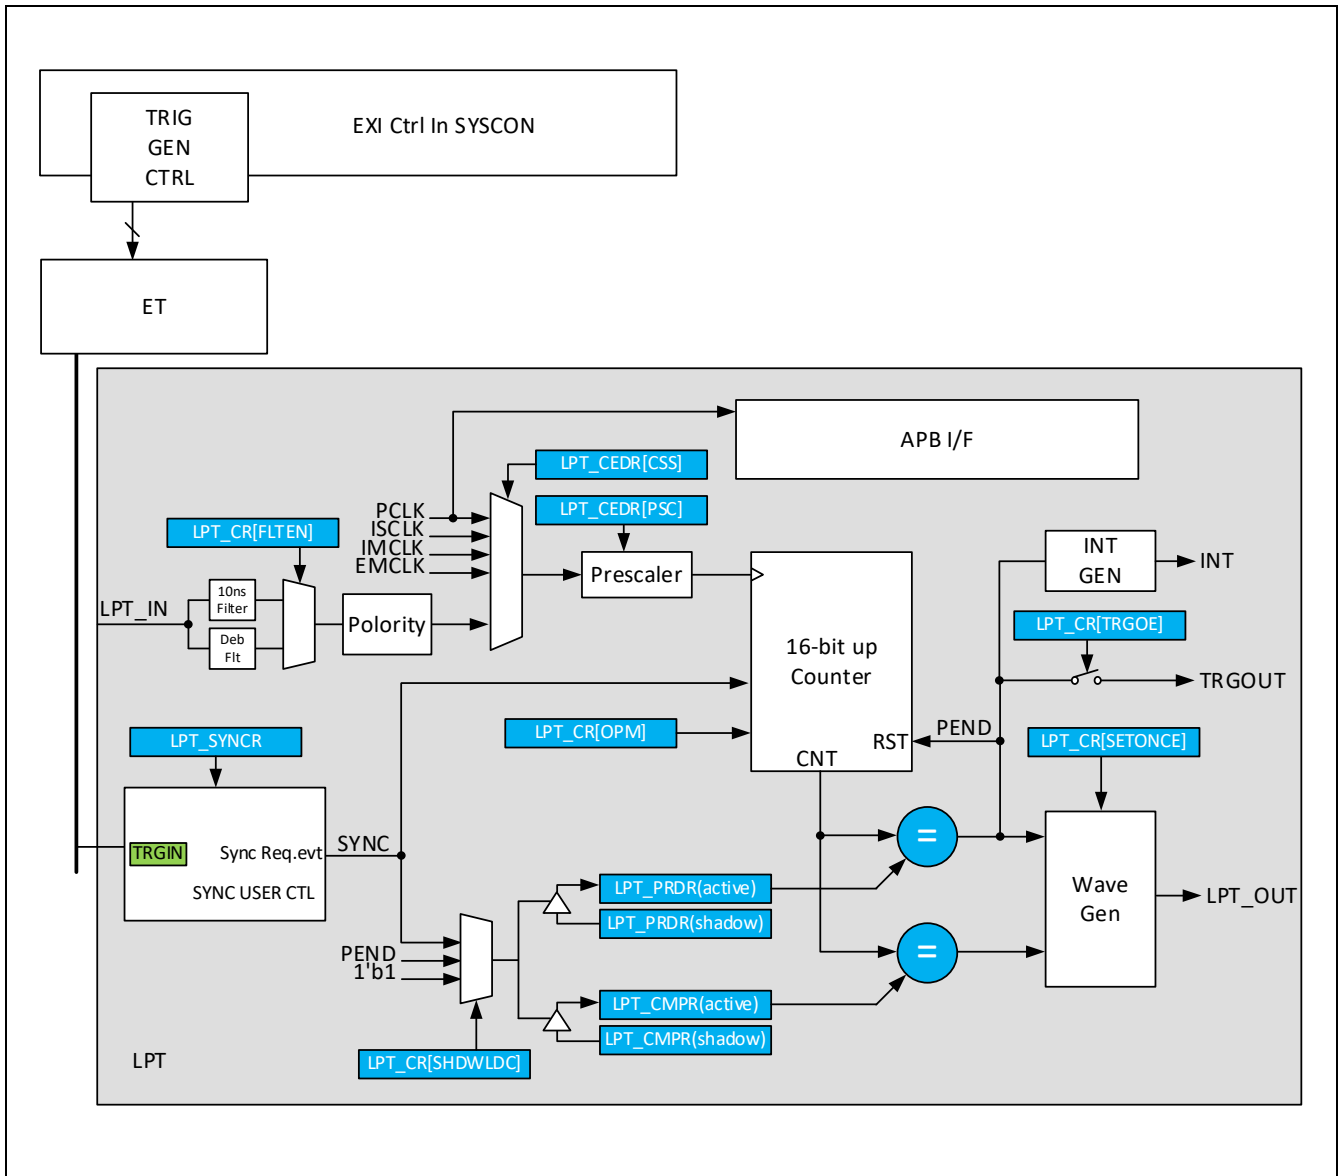 TRIG
GEN
CTRL
EXI Ctrl In SYSCON
ET
APB I/F
LPT_CEDR[CSS]
PCLK
LPT_CEDR[PSC]
ISCLK
LPT_CR[FLTEN]
IMCLK
EMCLK
INT
GEN
INT
Prescaler
10ns
Filter
LPT_IN
Polority
LPT_CR[TRGOE]
Deb
Flt
16-bit up
Counter
TRGOUT
LPT_SYNCR
LPT_CR[OPM]
RST
PEND
LPT_CR[SETONCE]
CNT
SYNC
=
TRGIN
Sync Req.evt
SYNC USER CTL
LPT_PRDR(active)
Wave
Gen
LPT_OUT
LPT_PRDR(shadow)
PEND
1'b1
=
LPT_CMPR(active)
LPT_CMPR(shadow)
LPT
LPT_CR[SHDWLDC]